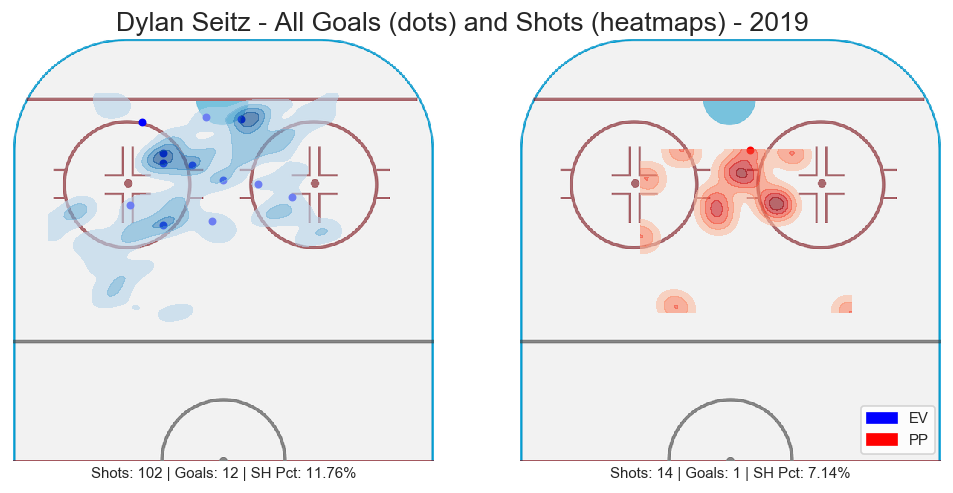 Dylan Seitz - All Goals (dots) and Shots (heatmaps) - 2019
EV
PP
Shots: 102 | Goals: 12 | SH Pct: 11.76%
Shots: 14 | Goals: 1 | SH Pct: 7.14%